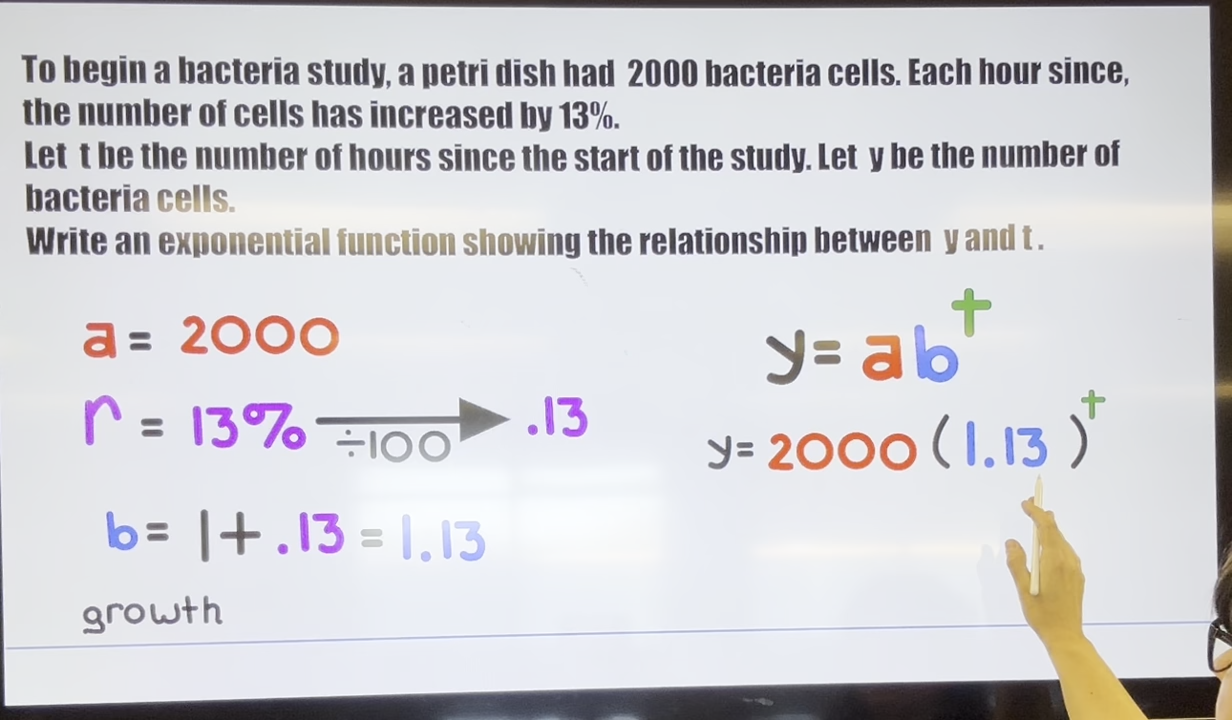 To begin a bacteria study, a petri dish had 2000 bacteria cells. Each hour since,
the number of cells has increased by 13%.
Let t be the number of hours since the start of the study. Let y be the number of
bacteria cells.
Write an exponential function showing the relationship between y and t.
a = 2000
r = 13% ÷100 .13
b = 1 + .13 = 1.13
growth
y = ab^t
y = 2000 (1.13)^t